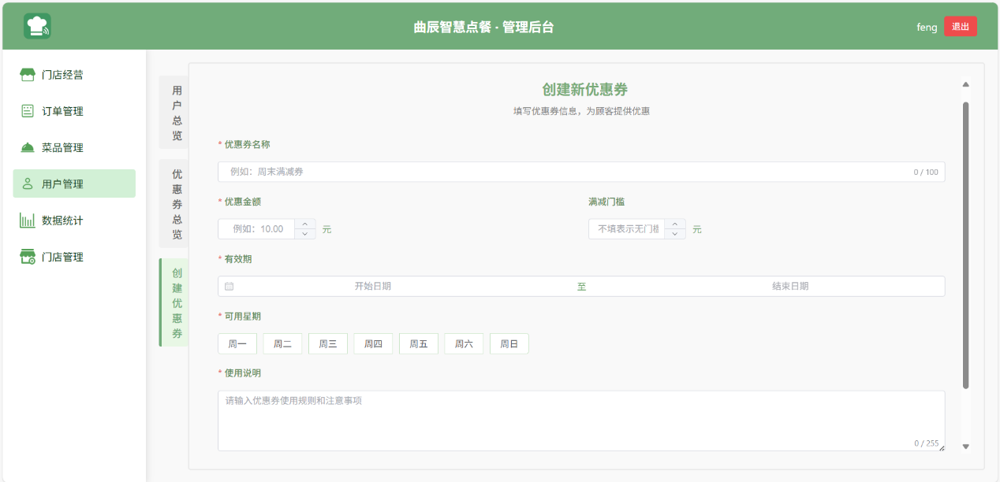 曲辰智慧点餐 · 管理后台
feng
退出
门店经营
订单管理
菜品管理
用户管理
数据统计
门店管理
用户总览
优惠券总览
创建优惠券
创建新优惠券
填写优惠券信息，为顾客提供优惠
* 优惠券名称
例如：周末满减券
0 / 100
* 优惠金额
满减门槛
例如：10.00
元
不填表示无门槛
元
* 有效期
开始日期
至
结束日期
* 可用星期
周一
周二
周三
周四
周五
周六
周日
* 使用说明
请输入优惠券使用规则和注意事项
0 / 255